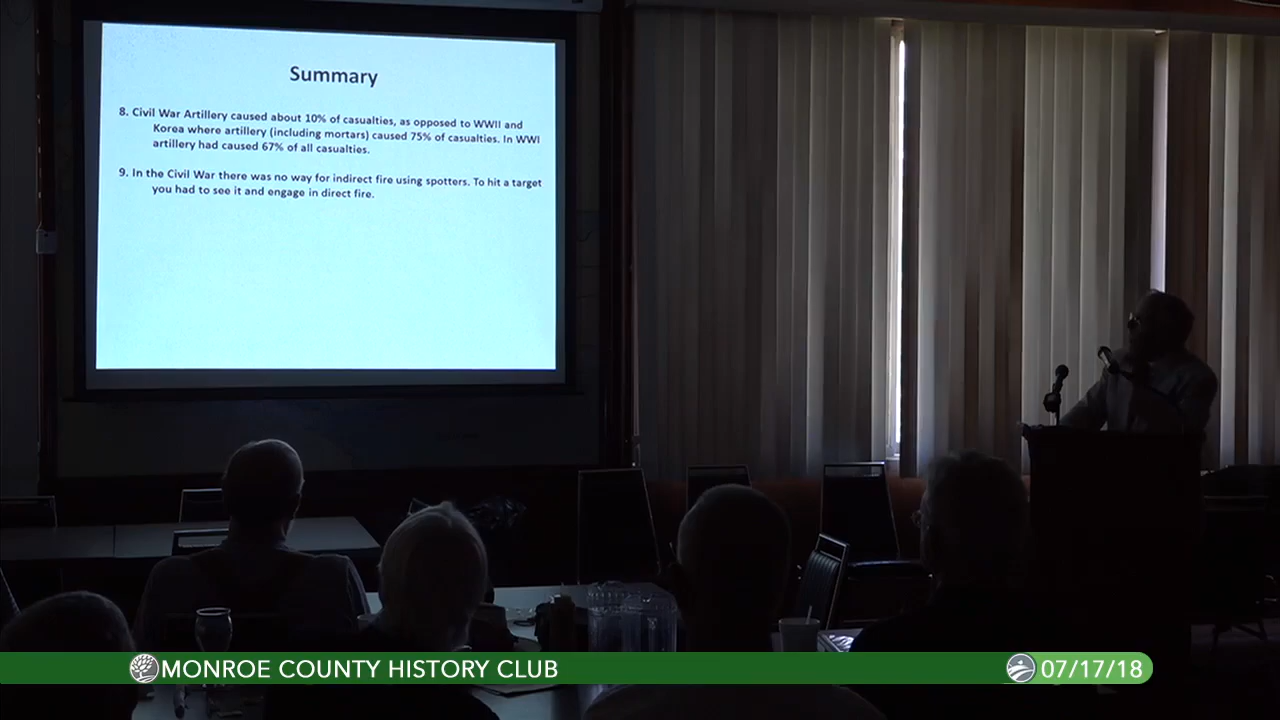 Summary
8. Civil War Artillery caused about 10% of casualties, as opposed to WWII and
Korea where artillery (including mortars) caused 75% of casualties. In WWI
artillery had caused 67% of all casualties.
9. In the Civil War there was no way for indirect fire using spotters. To hit a target
you had to see it and engage in direct fire.
MONROE COUNTY HISTORY CLUB
07/17/18